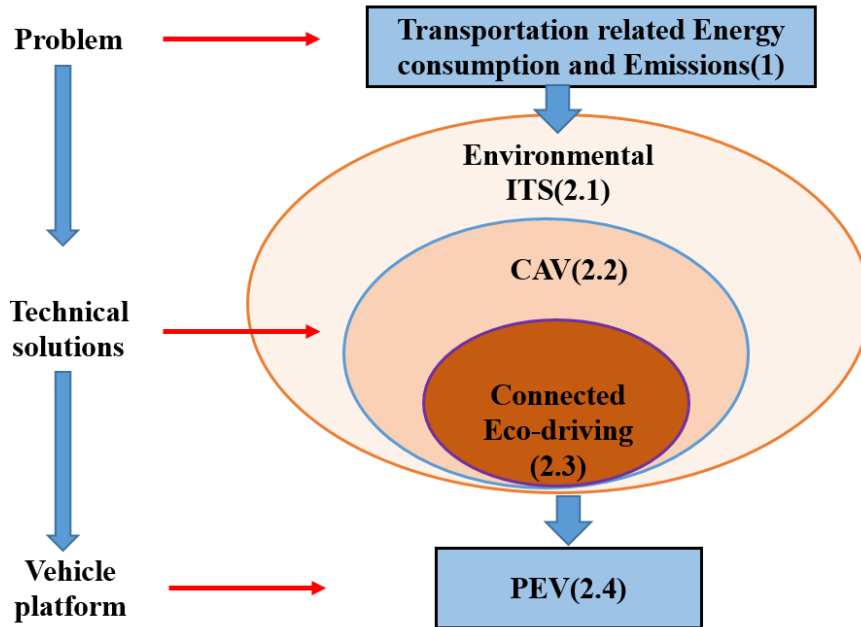 Problem
Transportation related Energy
consumption and Emissions(1)
Environmental
ITS(2.1)
CAV(2.2)
Technical
solutions
Connected
Eco-driving
(2.3)
Vehicle
platform
PEV(2.4)